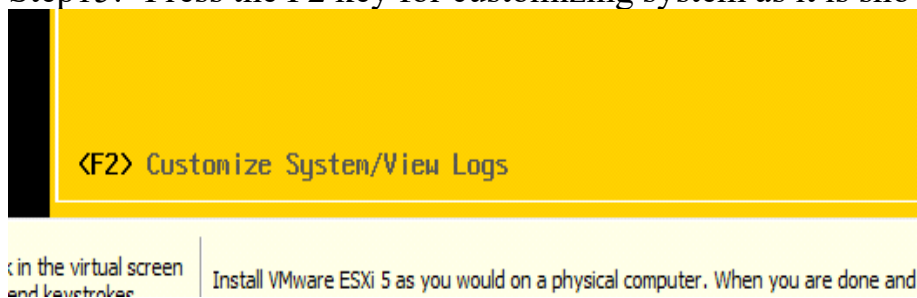 Step15: Press the F2 key for customizing system as it is sho
<F2> Customize System/View Logs
in the virtual screen
end keystrokes
Install VMware ESXi 5 as you would on a physical computer. When you are done and